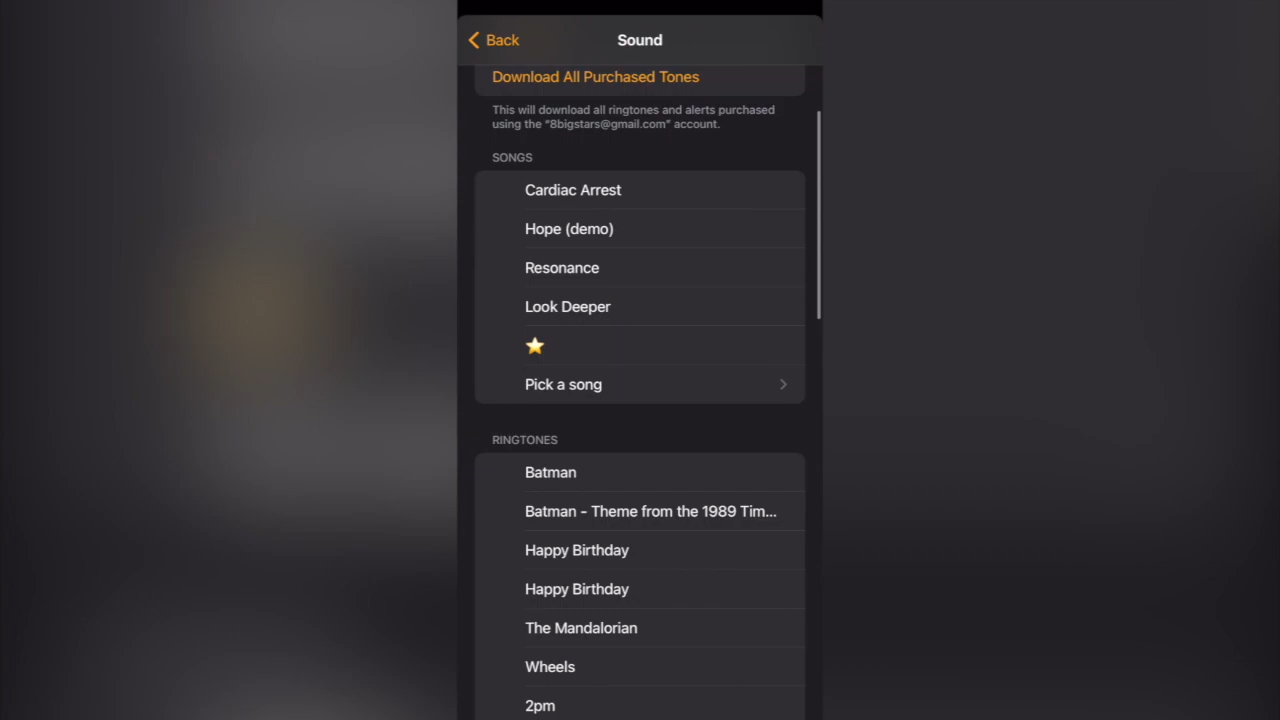 Back
Sound
Download All Purchased Tones
This will download all ringtones and alerts purchased
using the "8bigstars@gmail.com" account.
SONGS
Cardiac Arrest
Hope (demo)
Resonance
Look Deeper
⭐
Pick a song
RINGTONES
Batman
Batman - Theme from the 1989 Tim...
Happy Birthday
Happy Birthday
The Mandalorian
Wheels
2pm